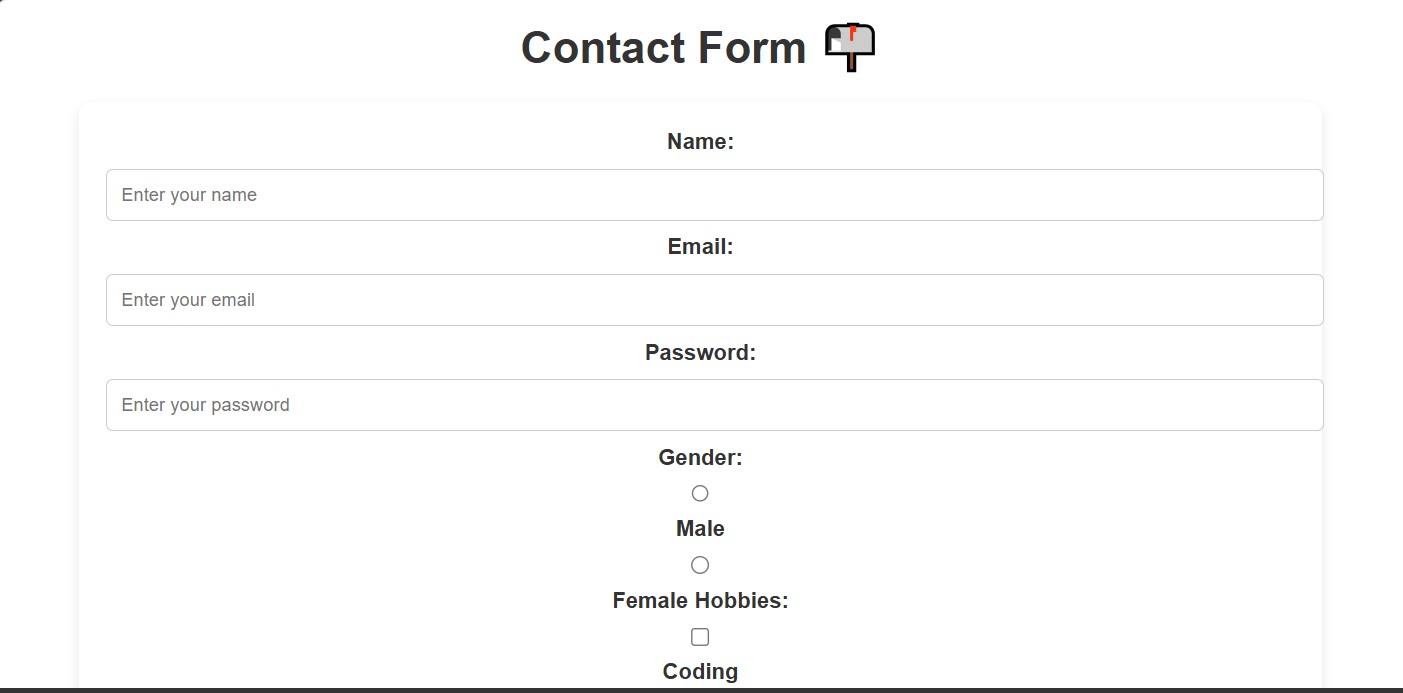 Contact Form
Name:
Enter your name
Email:
Enter your email
Password:
Enter your password
Gender:
Male
Female Hobbies:
Coding